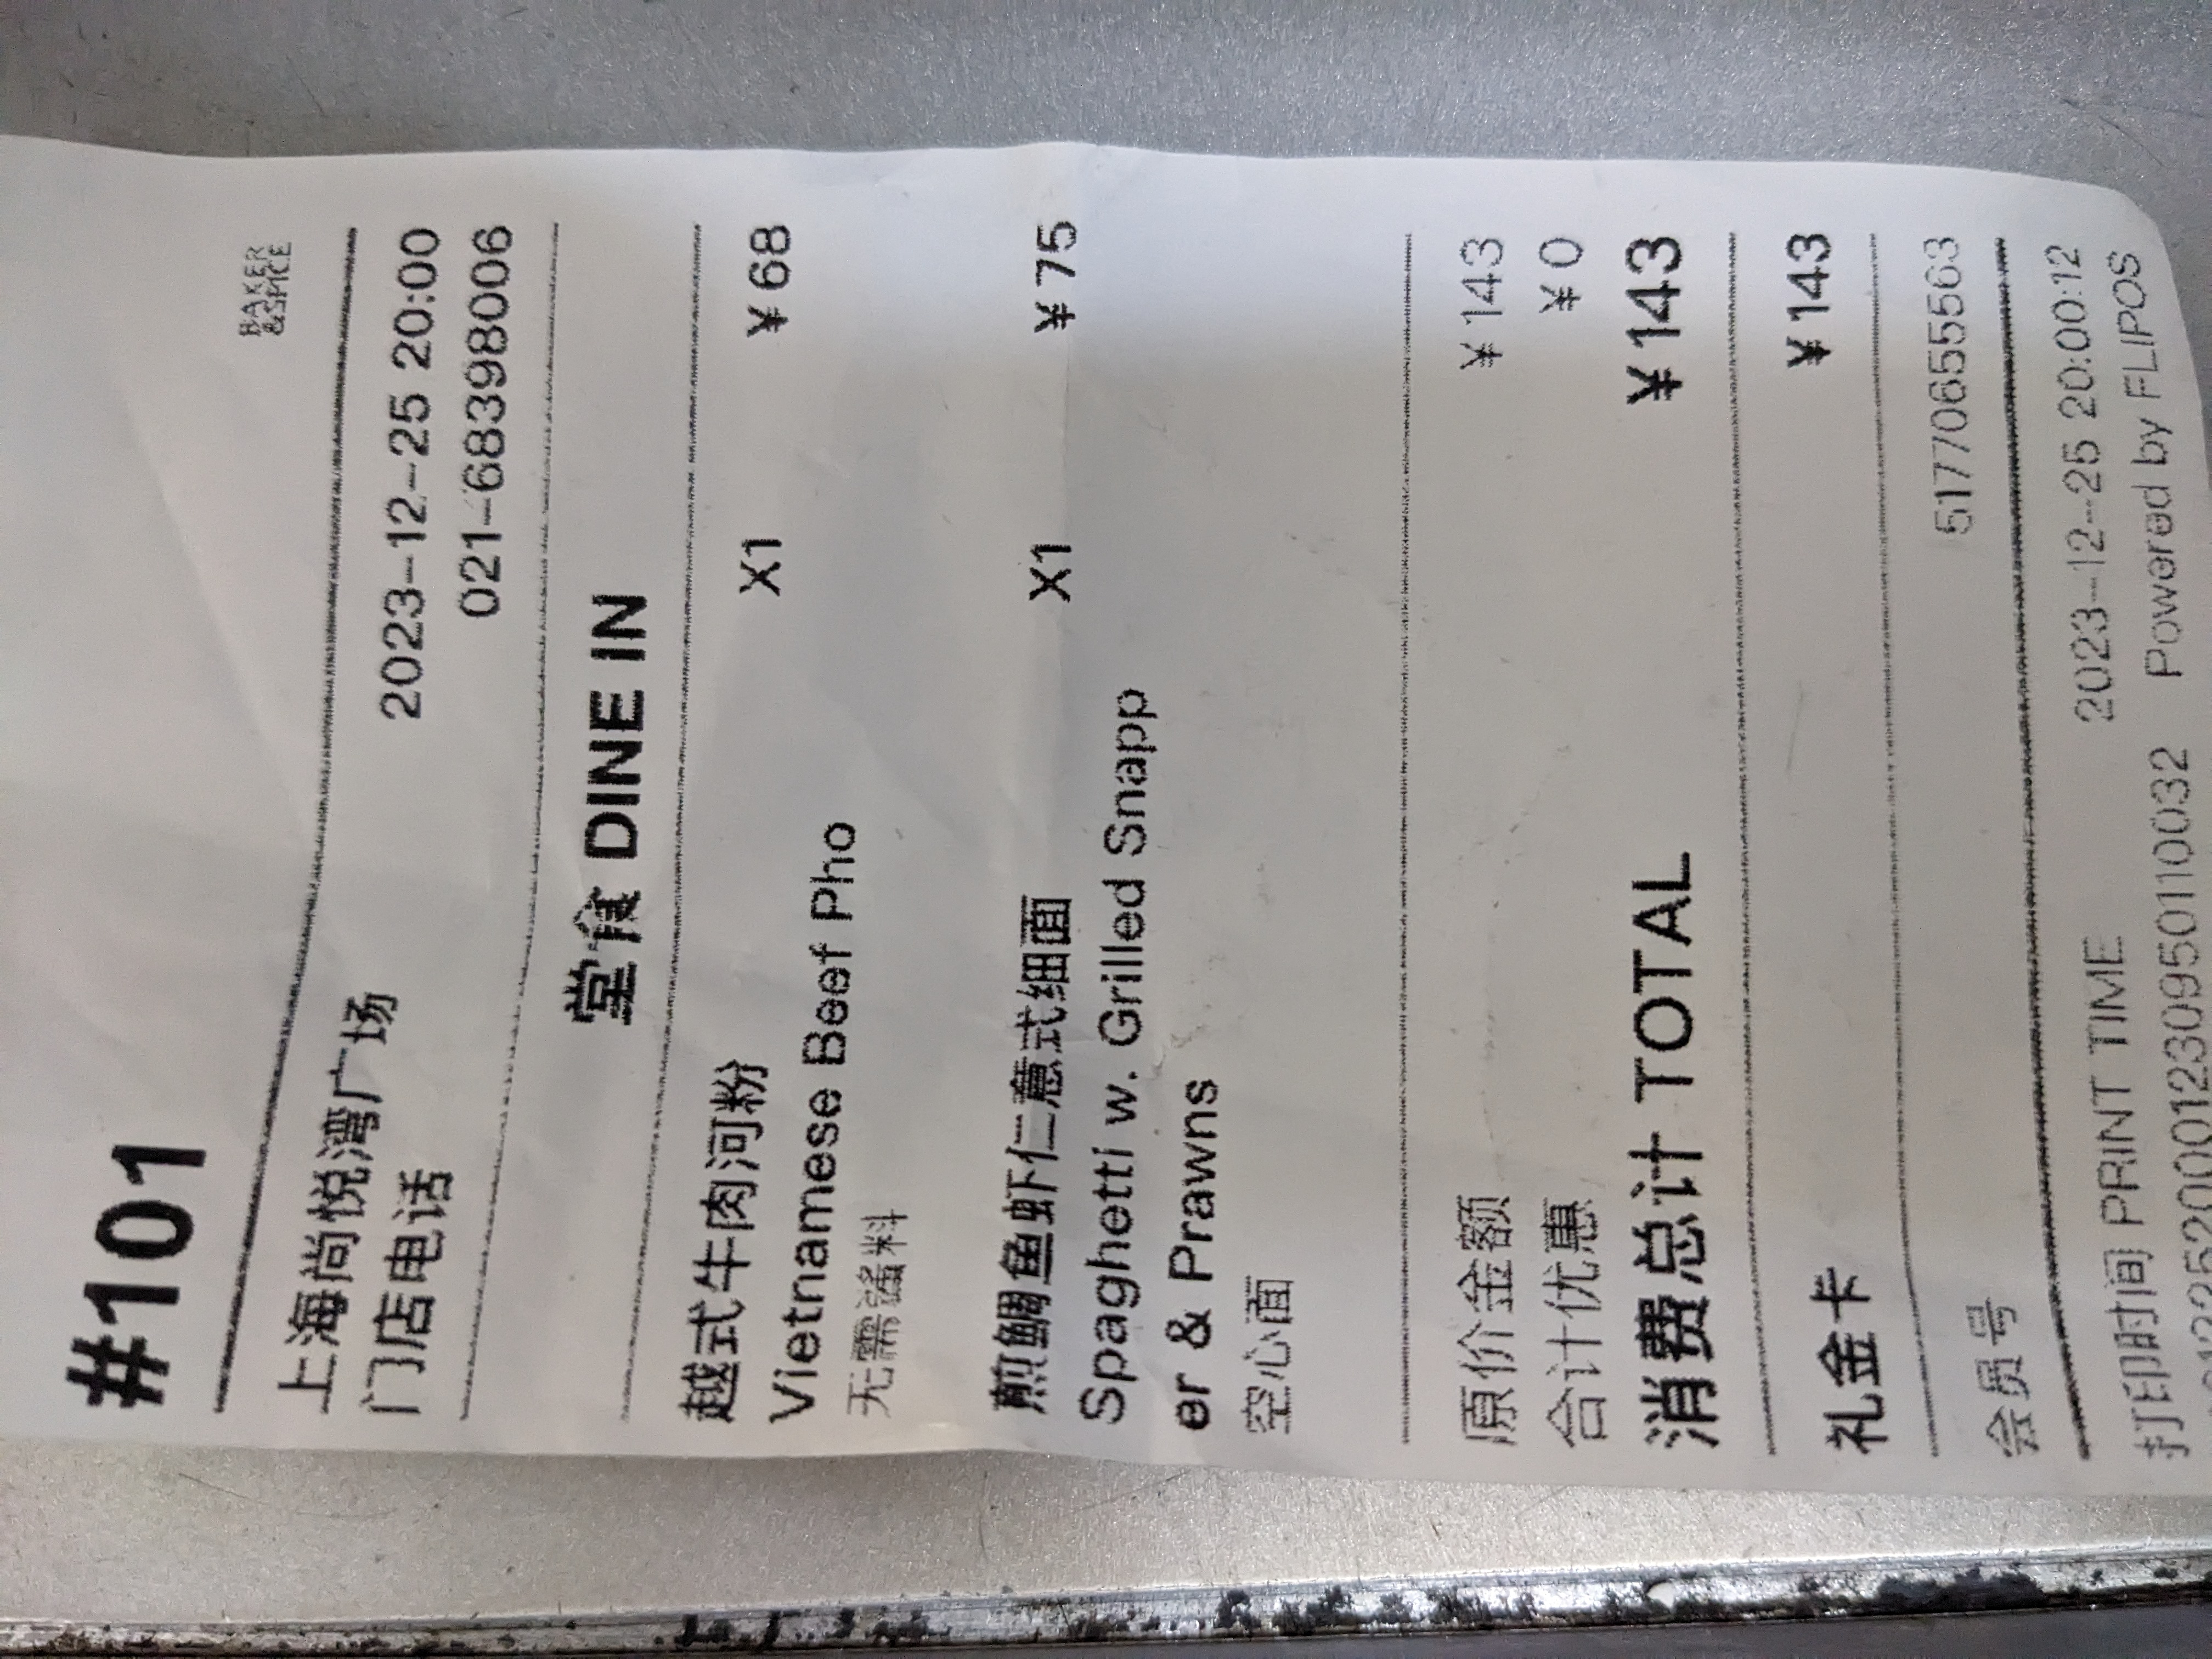 #101
BAKER
&SPICE
上海尚悦湾广场 2023-12-25 20:00
门店电话 021-68398006
堂食 DINE IN
越式牛肉河粉 X1 ¥68
Vietnamese Beef Pho
无需蘸料
煎鲷鱼虾仁意式细面 X1 ¥75
Spaghetti w. Grilled Snapp
er & Prawns
空心面
原价金额 ¥143
合计优惠 ¥0
消费总计 TOTAL ¥143
礼金卡 ¥143
会员号 5177065555563
打印时间 PRINT TIME 2023-12-25 20:00:12
Powered by FLIPOS